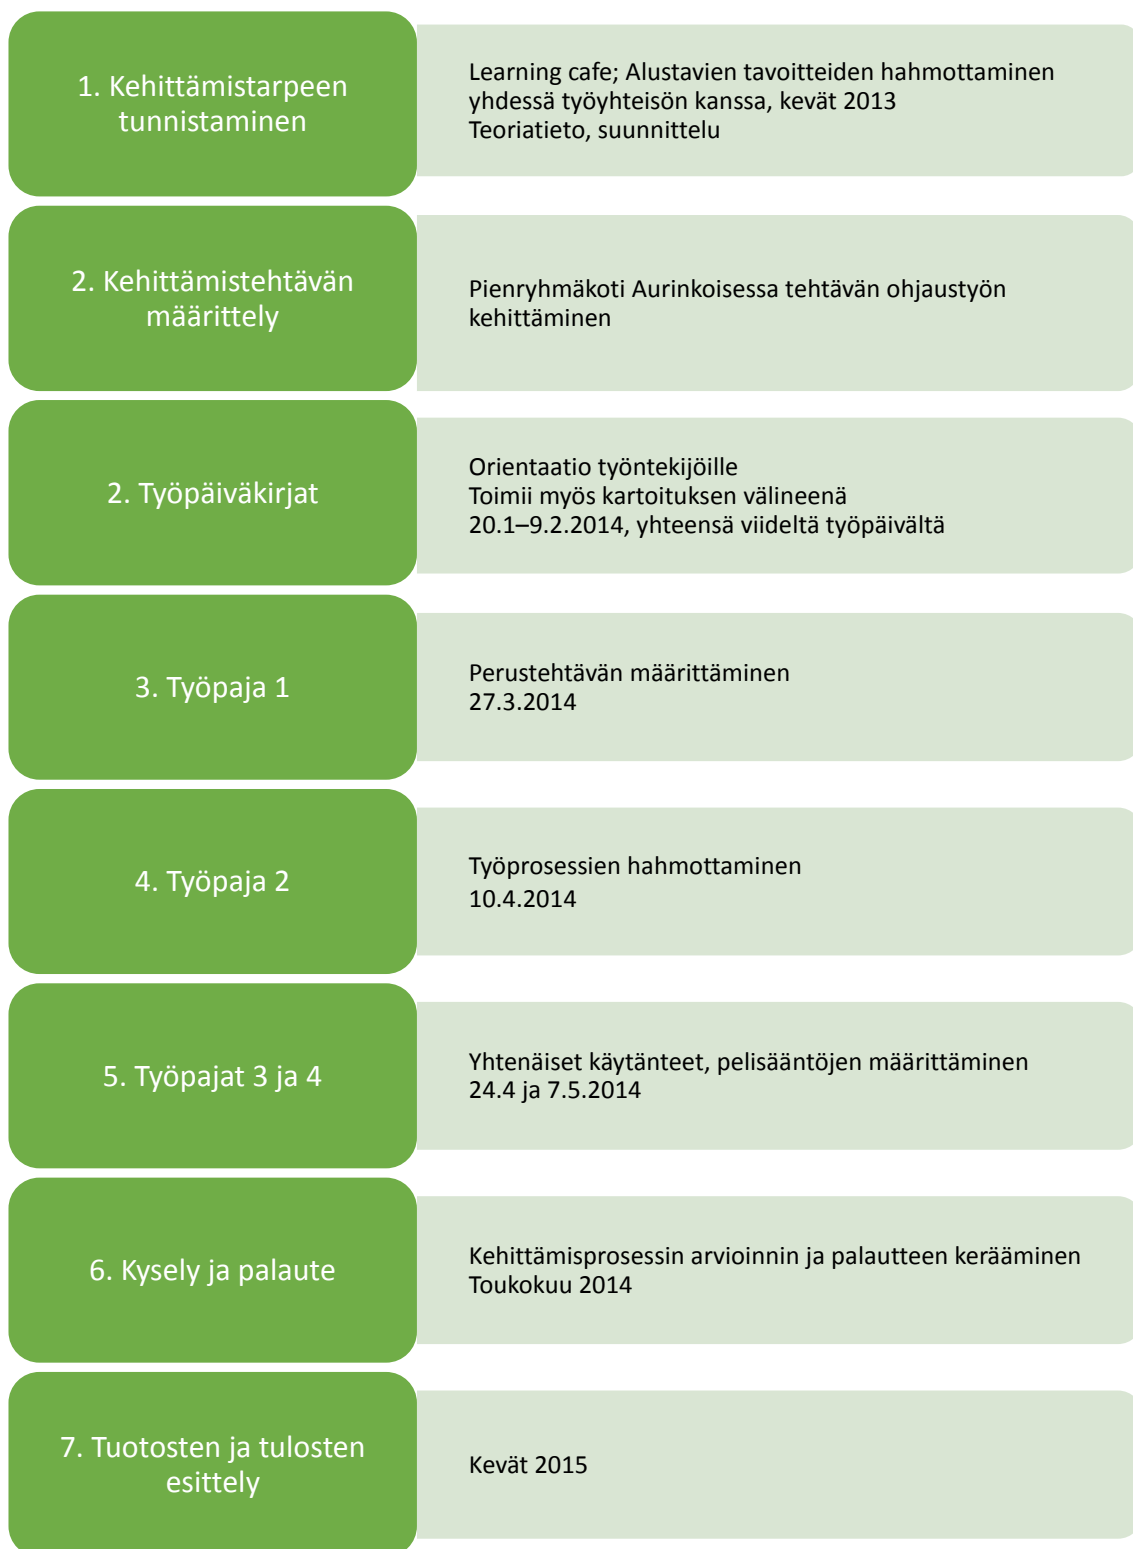 1. Kehittämistarpeen
tunnistaminen
Learning cafe; Alustavien tavoitteiden hahmottaminen
yhdessä työyhteisön kanssa, kevät 2013
Teoriatieto, suunnittelu
2. Kehittämistehtävän
määrittely
Pienryhmäkoti Aurinkoisessa tehtävän ohjaustyön
kehittäminen
2. Työpäiväkirjat
Orientaatio työntekijöille
Toimii myös kartoituksen välineenä
20.1–9.2.2014, yhteensä viideltä työpäivältä
3. Työpaja 1
Perustehtävän määrittäminen
27.3.2014
4. Työpaja 2
Työprosessien hahmottaminen
10.4.2014
5. Työpajat 3 ja 4
Yhtenäiset käytänteet, pelisääntöjen määrittäminen
24.4 ja 7.5.2014
6. Kysely ja palaute
Kehittämisprosessin arvioinnin ja palautteen kerääminen
Toukokuu 2014
7. Tuotosten ja tulosten
esittely
Kevät 2015